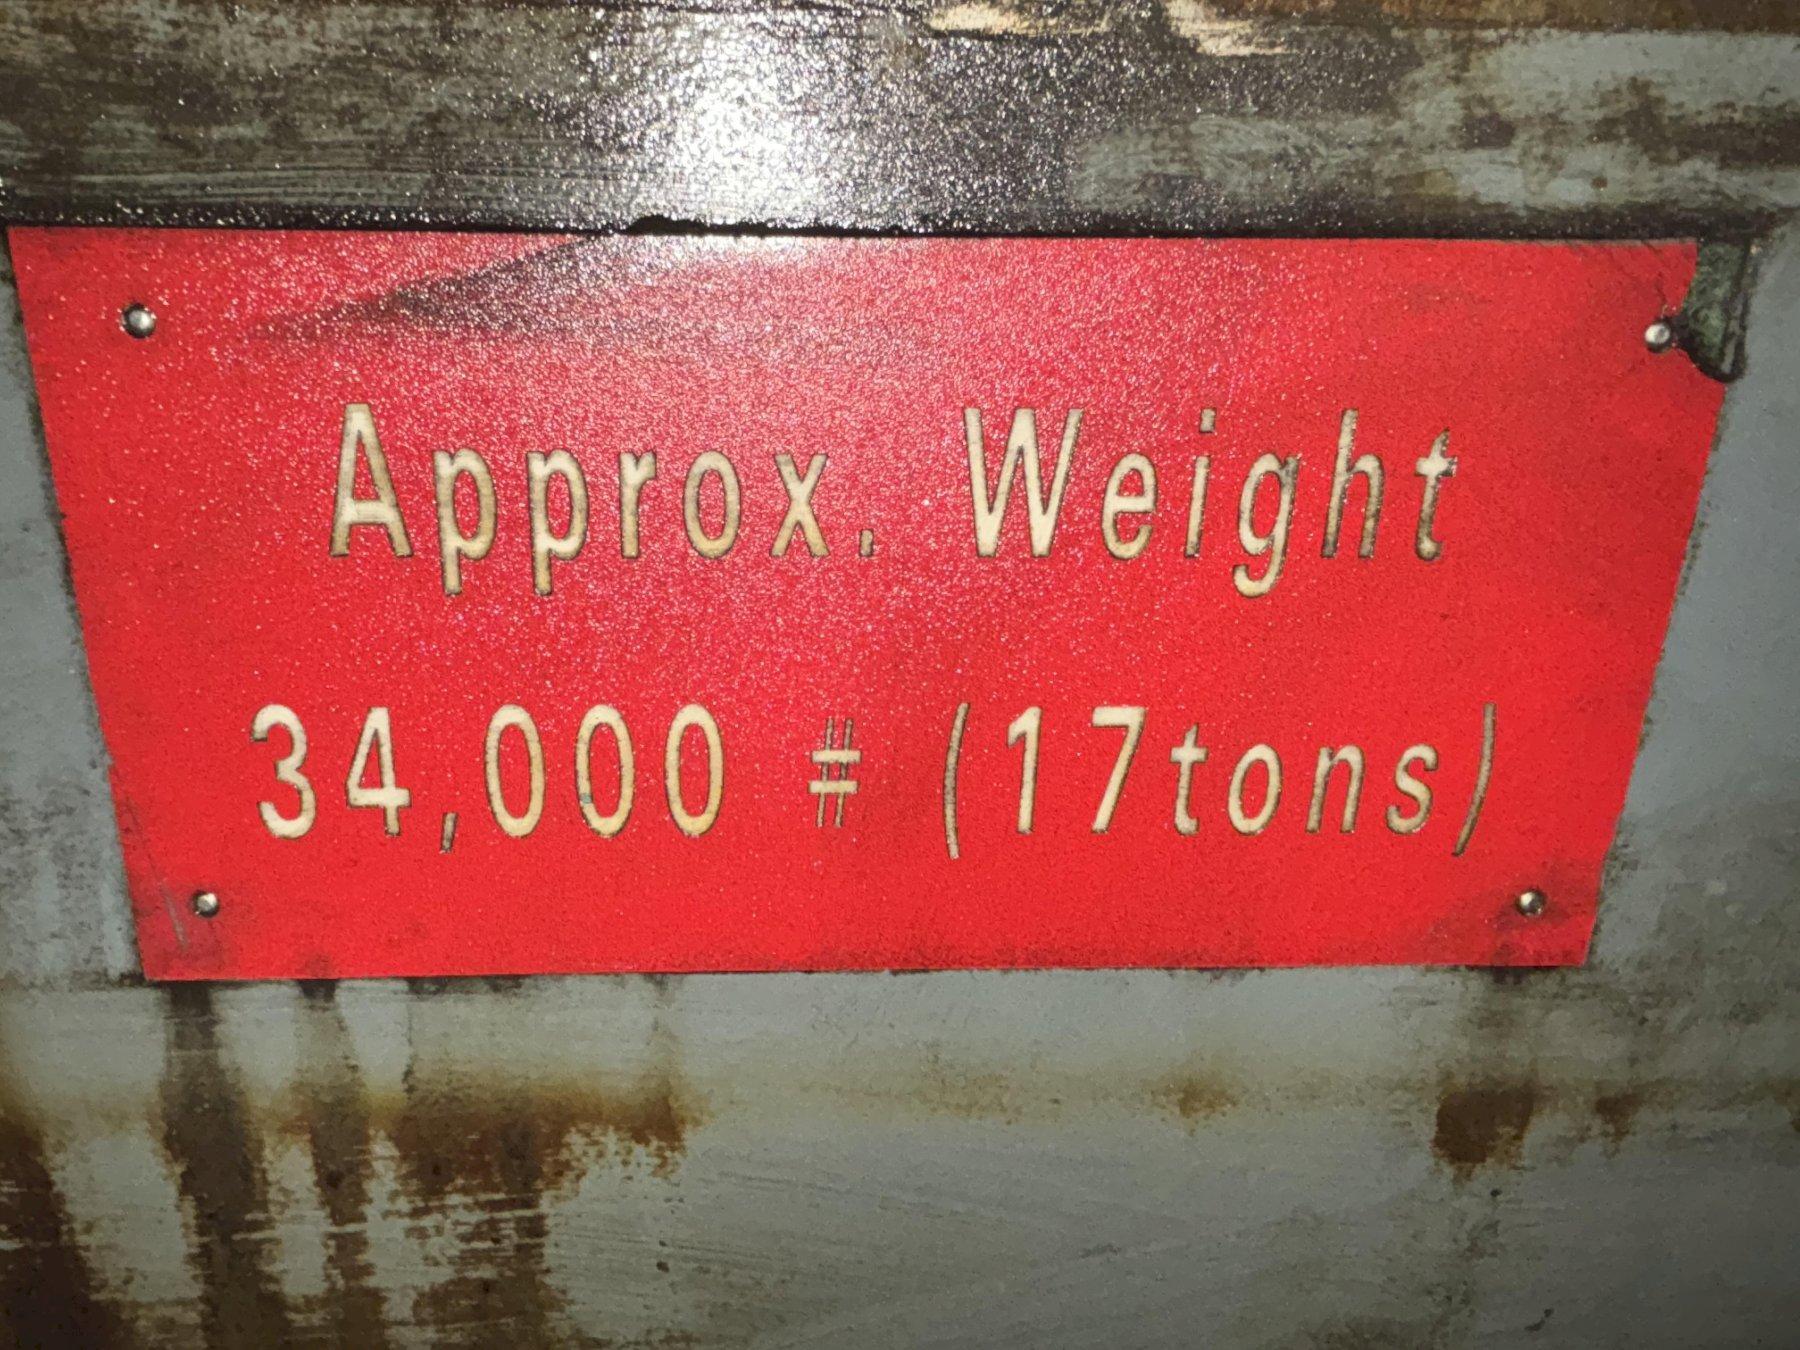 Approx. Weight
34,000 # (17tons)